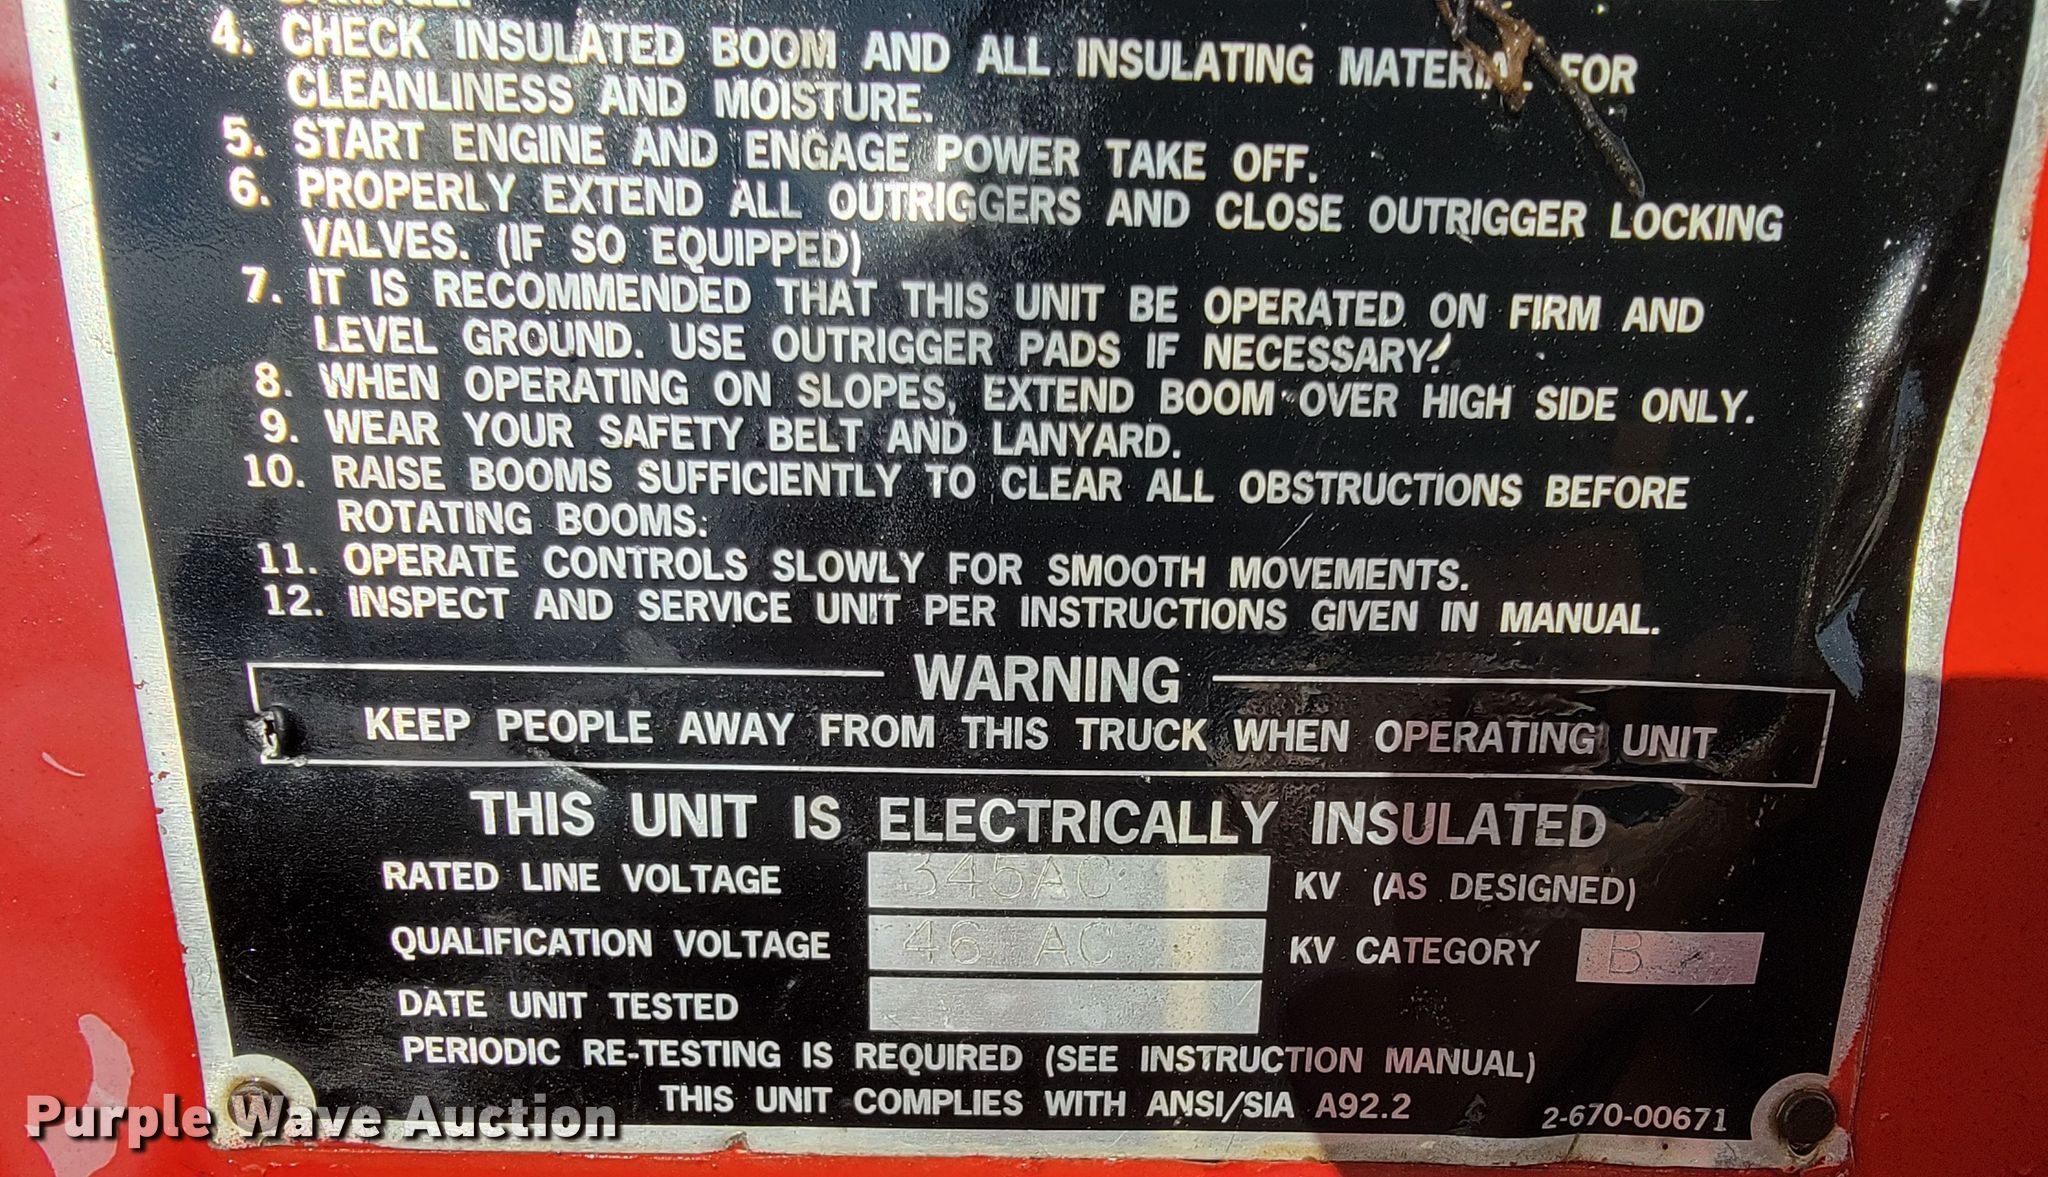 DAMAGE.
4. CHECK INSULATED BOOM AND ALL INSULATING MATERIAL FOR
CLEANLINESS AND MOISTURE.
5. START ENGINE AND ENGAGE POWER TAKE OFF.
6. PROPERLY EXTEND ALL OUTRIGGERS AND CLOSE OUTRIGGER LOCKING
VALVES. (IF SO EQUIPPED)
7. IT IS RECOMMENDED THAT THIS UNIT BE OPERATED ON FIRM AND
LEVEL GROUND. USE OUTRIGGER PADS IF NECESSARY.
8. WHEN OPERATING ON SLOPES, EXTEND BOOM OVER HIGH SIDE ONLY.
9. WEAR YOUR SAFETY BELT AND LANYARD.
10. RAISE BOOMS SUFFICIENTLY TO CLEAR ALL OBSTRUCTIONS BEFORE
ROTATING BOOMS.
11. OPERATE CONTROLS SLOWLY FOR SMOOTH MOVEMENTS.
12. INSPECT AND SERVICE UNIT PER INSTRUCTIONS GIVEN IN MANUAL.
WARNING
KEEP PEOPLE AWAY FROM THIS TRUCK WHEN OPERATING UNIT
THIS UNIT IS ELECTRICALLY INSULATED
RATED LINE VOLTAGE 345AC KV (AS DESIGNED)
QUALIFICATION VOLTAGE 46 AC KV CATEGORY B
DATE UNIT TESTED
PERIODIC RE-TESTING IS REQUIRED (SEE INSTRUCTION MANUAL)
THIS UNIT COMPLIES WITH ANSI/SIA A92.2 2-670-00671
Purple Wave Auction